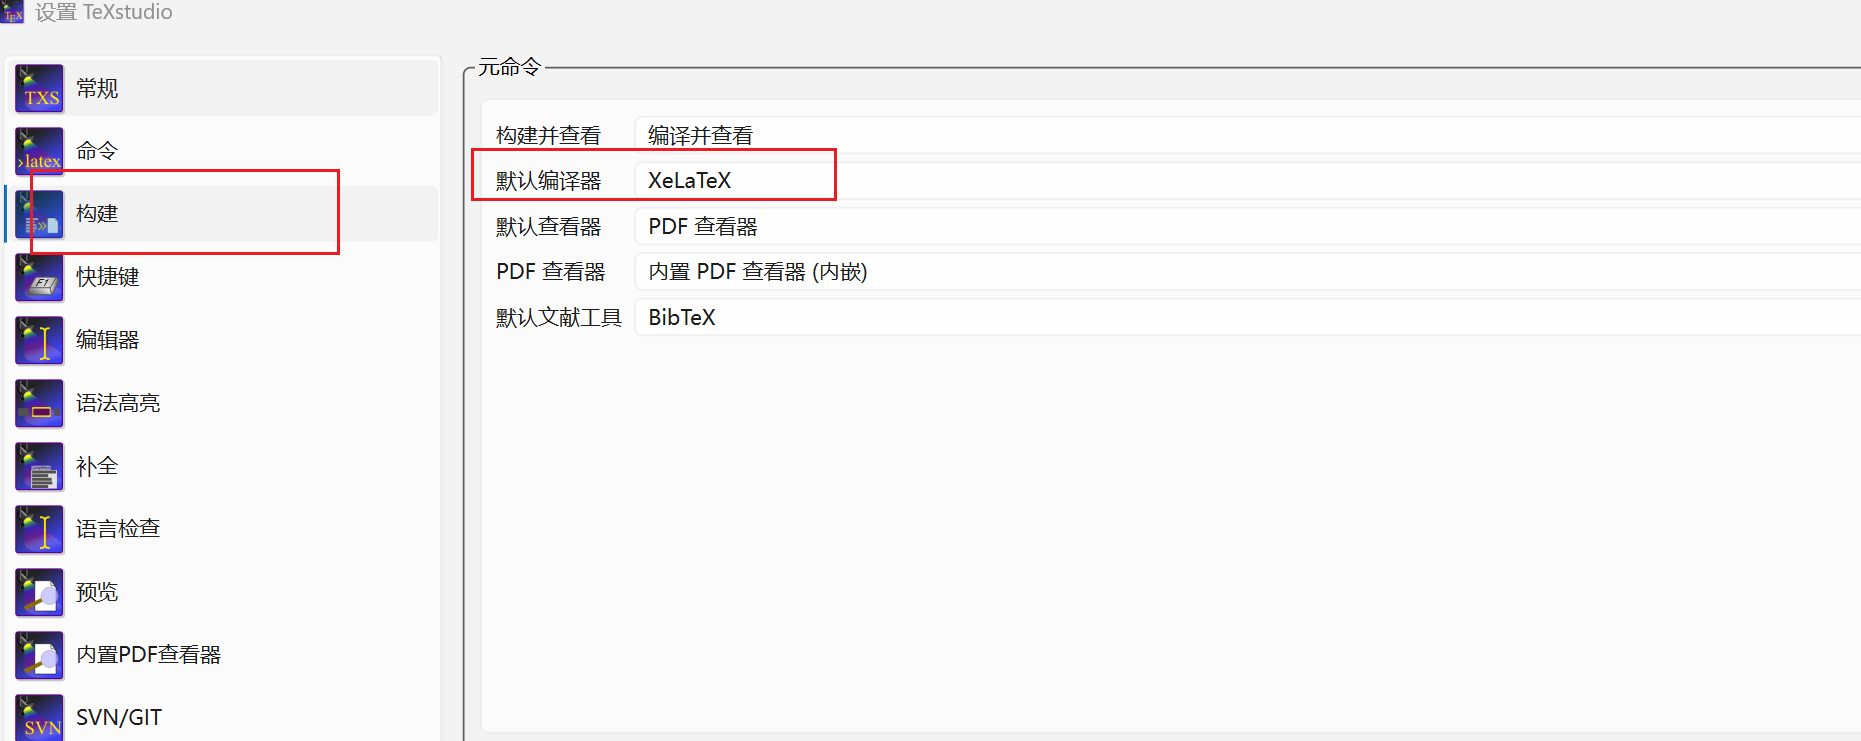 设置 TeXstudio
常规
命令
构建
快捷键
编辑器
语法高亮
补全
语言检查
预览
内置PDF查看器
SVN/GIT
元命令
构建并查看 编译并查看
默认编译器 XeLaTeX
默认查看器 PDF 查看器
PDF 查看器 内置 PDF 查看器 (内嵌)
默认文献工具 BibTeX
TXS
>latex
F1
SVN